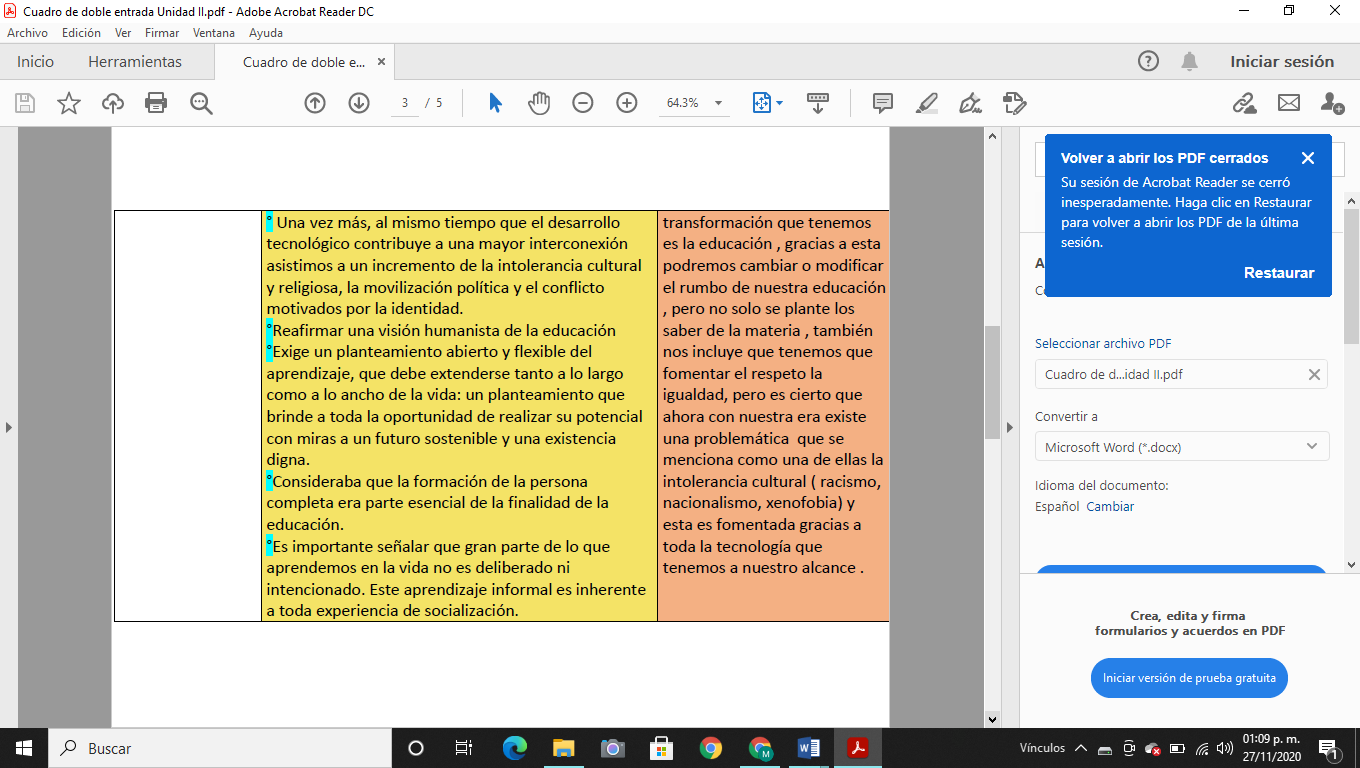 Cuadro de doble entrada Unidad II.pdf - Adobe Acrobat Reader DC
Archivo Edición Ver Firmar Ventana Ayuda
Inicio Herramientas Cuadro de doble e... × Iniciar sesión
3 / 5 64.3%
° Una vez más, al mismo tiempo que el desarrollo
tecnológico contribuye a una mayor interconexión
asistimos a un incremento de la intolerancia cultural
y religiosa, la movilización política y el conflicto
motivados por la identidad.
°Reafirmar una visión humanista de la educación
°Exige un planteamiento abierto y flexible del
aprendizaje, que debe extenderse tanto a lo largo
como a lo ancho de la vida: un planteamiento que
brinde a toda la oportunidad de realizar su potencial
con miras a un futuro sostenible y una existencia
digna.
°Consideraba que la formación de la persona
completa era parte esencial de la finalidad de la
educación.
°Es importante señalar que gran parte de lo que
aprendemos en la vida no es deliberado ni
intencionado. Este aprendizaje informal es inherente
a toda experiencia de socialización.
transformación que tenemos
es la educación , gracias a esta
podremos cambiar o modificar
el rumbo de nuestra educación
, pero no solo se plante los
saber de la materia , también
nos incluye que tenemos que
fomentar el respeto la
igualdad, pero es cierto que
ahora con nuestra era existe
una problemática que se
menciona como una de ellas la
intolerancia cultural ( racismo,
nacionalismo, xenofobia) y
esta es fomentada gracias a
toda la tecnología que
tenemos a nuestro alcance .
Volver a abrir los PDF cerrados
Su sesión de Acrobat Reader se cerró
inesperadamente. Haga clic en Restaurar
para volver a abrir los PDF de la última
sesión.
Restaurar
Seleccionar archivo PDF
Cuadro de d...idad II.pdf
Convertir a
Microsoft Word (*.docx)
Idioma del documento:
Español Cambiar
Crea, edita y firma
formularios y acuerdos en PDF
Iniciar versión de prueba gratuita
Buscar
Vínculos
01:09 p. m.
27/11/2020
1